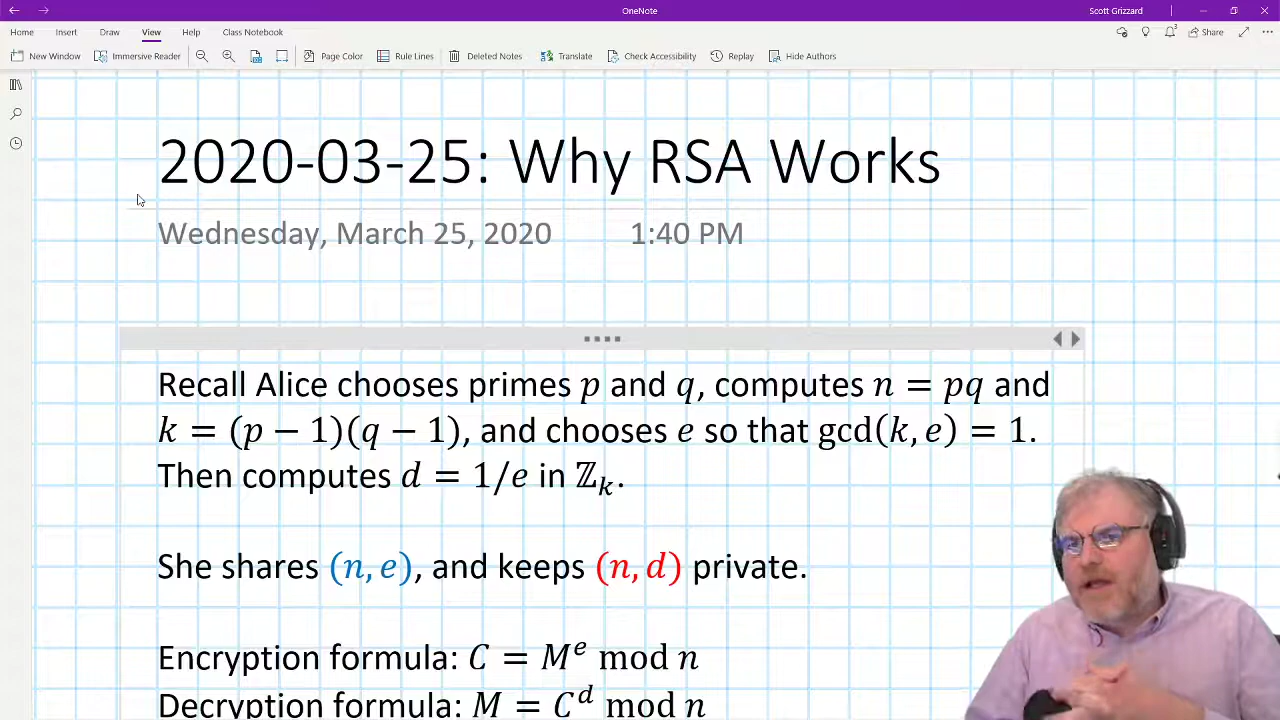 OneNote
Scott Grizzard
Home Insert Draw View Help Class Notebook
3
Share
New Window Immersive Reader Page Color Rule Lines Deleted Notes Translate Check Accessibility Replay Hide Authors
2020-03-25: Why RSA Works
Wednesday, March 25, 2020 1:40 PM
Recall Alice chooses primes p and q, computes n = pq and
k = (p − 1)(q − 1), and chooses e so that gcd(k, e) = 1.
Then computes d = 1/e in ℤₖ.
She shares (n, e), and keeps (n, d) private.
Encryption formula: C = Mᵉ mod n
Decryption formula: M = Cᵈ mod n